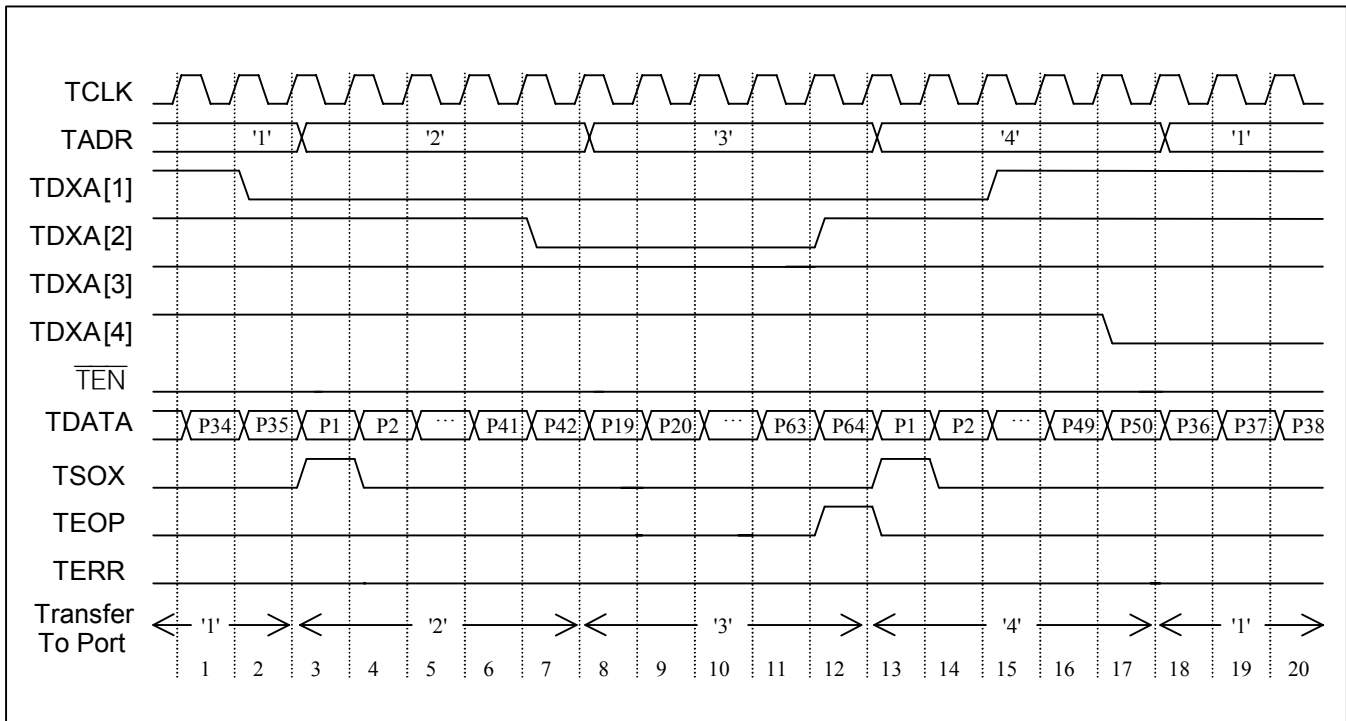 TCLK
TADR '1' '2' '3' '4' '1'
TDXA[1]
TDXA[2]
TDXA[3]
TDXA[4]
TEN
TDATA P34 P35 P1 P2 ... P41 P42 P19 P20 ... P63 P64 P1 P2 ... P49 P50 P36 P37 P38
TSOX
TEOP
TERR
Transfer
To Port '1' '2' '3' '4' '1'
1 2 3 4 5 6 7 8 9 10 11 12 13 14 15 16 17 18 19 20